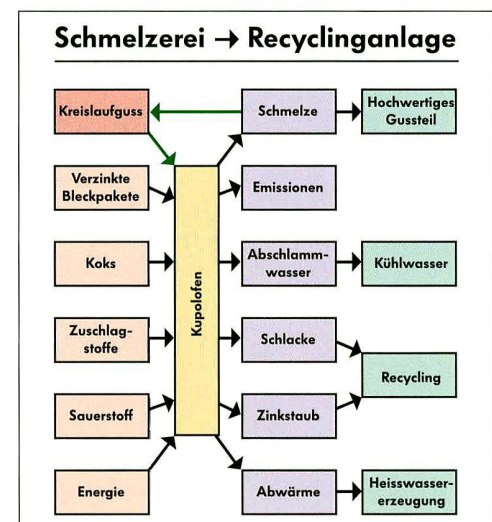 Schmelzerei → Recyclinganlage
Kreislaufguss
Schmelze
Hochwertiges
Gussteil
Verzinkte
Bleckpakete
Emissionen
Koks
Kupolofen
Abschlamm-
wasser
Kühlwasser
Zuschlag-
stoffe
Schlacke
Recycling
Sauerstoff
Zinkstaub
Energie
Abwärme
Heisswasser-
erzeugung